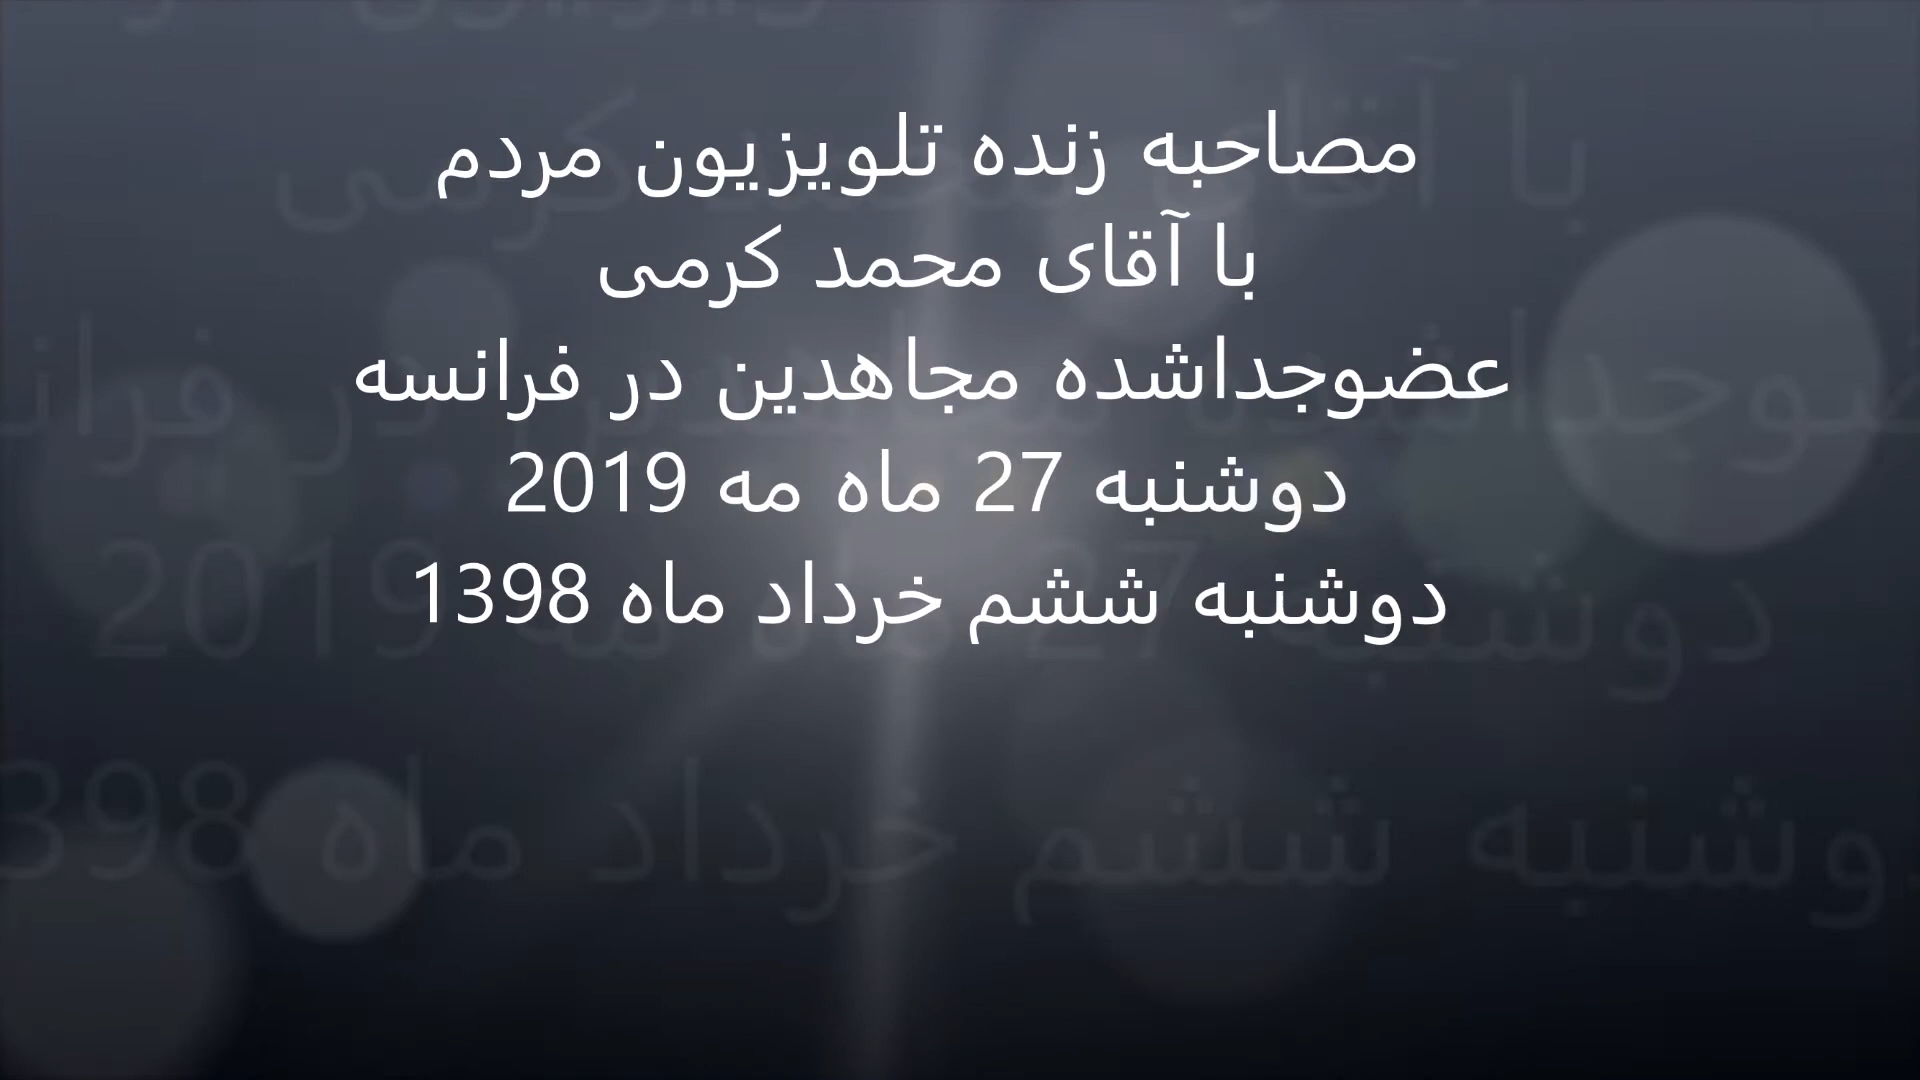 مصاحبه زنده تلویزیون مردم
با آقای محمد کرمی
عضوجداشده مجاهدین در فرانسه
دوشنبه 27 ماه مه 2019
دوشنبه ششم خرداد ماه 1398